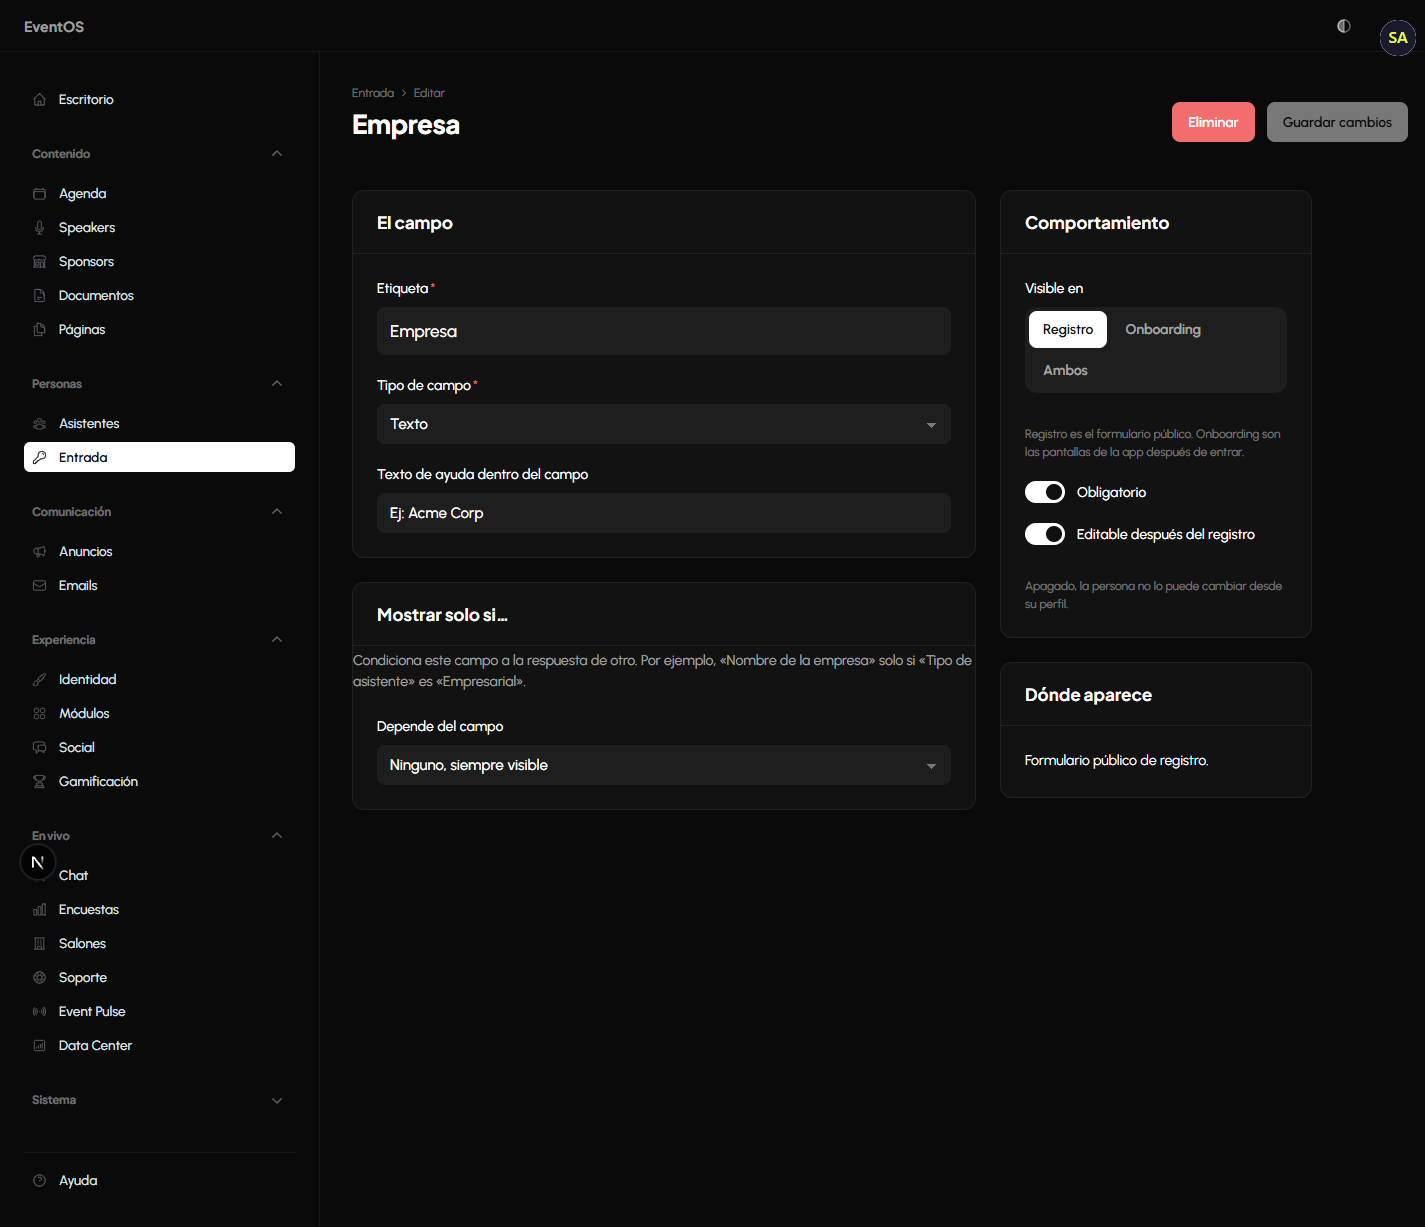 EventOS
SA
Escritorio
Contenido
Agenda
Speakers
Sponsors
Documentos
Páginas
Personas
Asistentes
Entrada
Comunicación
Anuncios
Emails
Experiencia
Identidad
Módulos
Social
Gamificación
En vivo
N
Chat
Encuestas
Salones
Soporte
Event Pulse
Data Center
Sistema
Ayuda
Entrada > Editar
Empresa
Eliminar
Guardar cambios
El campo
Etiqueta*
Empresa
Tipo de campo*
Texto
Texto de ayuda dentro del campo
Ej: Acme Corp
Mostrar solo si...
Condiciona este campo a la respuesta de otro. Por ejemplo, «Nombre de la empresa» solo si «Tipo de
asistente» es «Empresarial».
Depende del campo
Ninguno, siempre visible
Comportamiento
Visible en
Registro
Onboarding
Ambos
Registro es el formulario público. Onboarding son
las pantallas de la app después de entrar.
Obligatorio
Editable después del registro
Apagado, la persona no lo puede cambiar desde
su perfil.
Dónde aparece
Formulario público de registro.